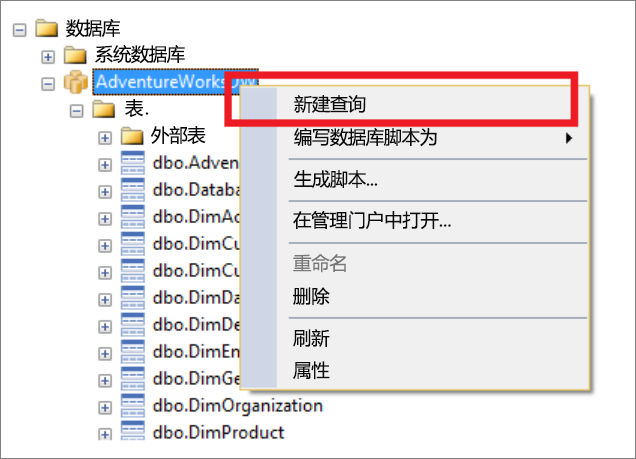 数据库
系统数据库
AdventureWorksDW
新建查询
表.
外部表
编写数据库脚本为
dbo.Adven
生成脚本...
dbo.Databa
dbo.DimAc
在管理门户中打开...
dbo.DimCu
dbo.DimCu
重命名
dbo.DimDa
删除
dbo.DimDe
刷新
dbo.DimEn
dbo.DimGe
属性
dbo.DimOrganization
dbo.DimProduct